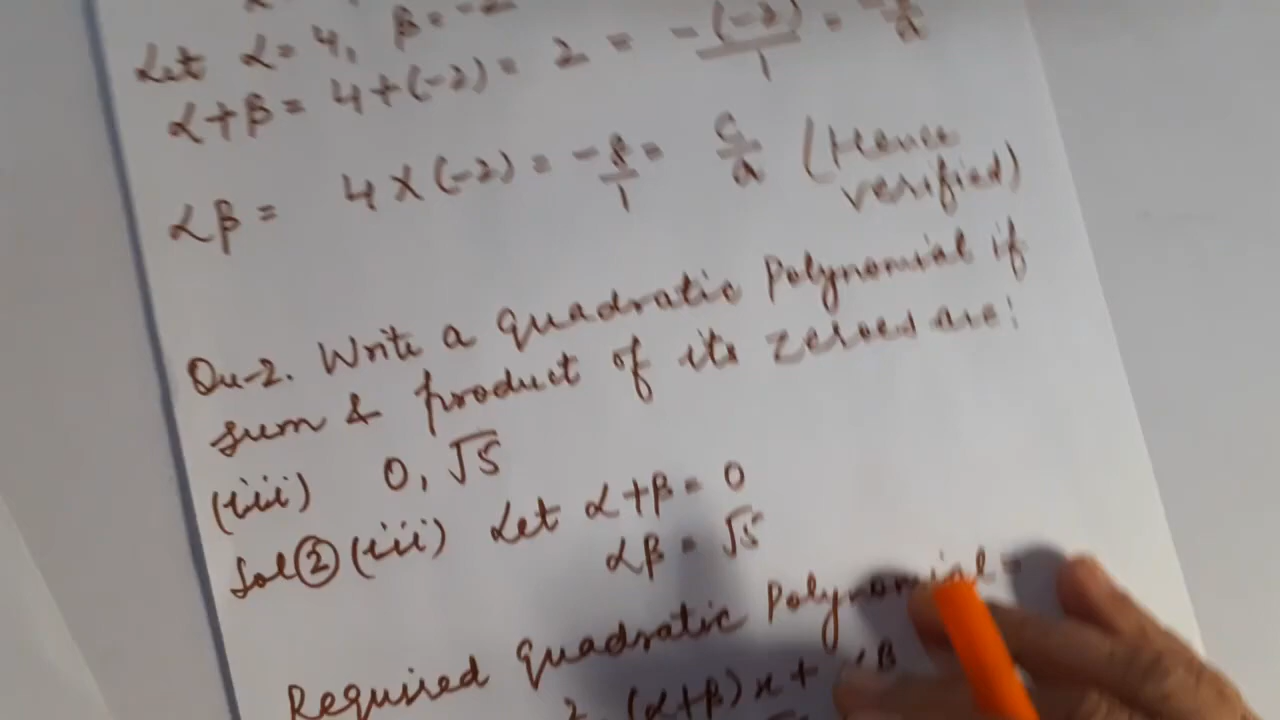 Let α = 4, β = -2
α+β = 4+(-2) = 2 = -(-2)/1 =
αβ = 4 × (-2) = -8/1 = c/a (Hence verified)
Qu-2. Write a quadratic Polynomial if
sum & product of its zeroes are:
(iii) 0, √5
Sol② (iii) Let α+β = 0
αβ = √5
Required quadratic Polynomial =
(α+β)x +